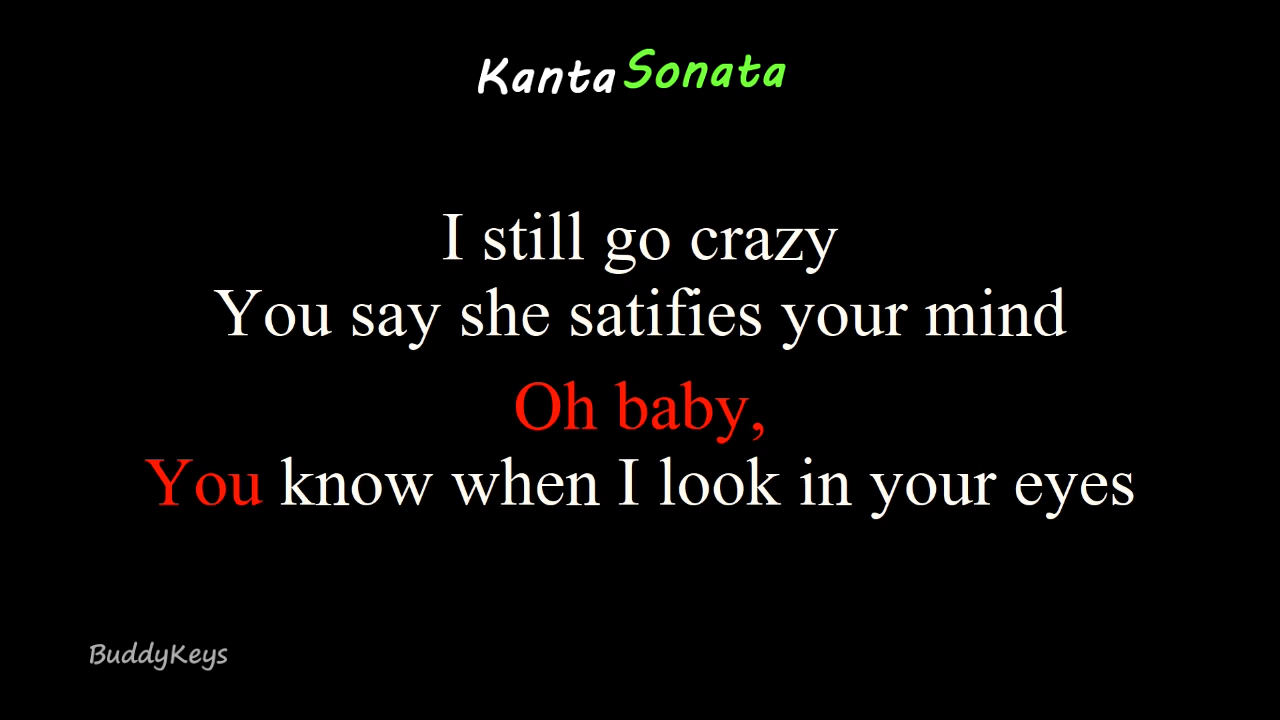 Kanta Sonata
I still go crazy
You say she satifies your mind
Oh baby,
You know when I look in your eyes
BuddyKeys